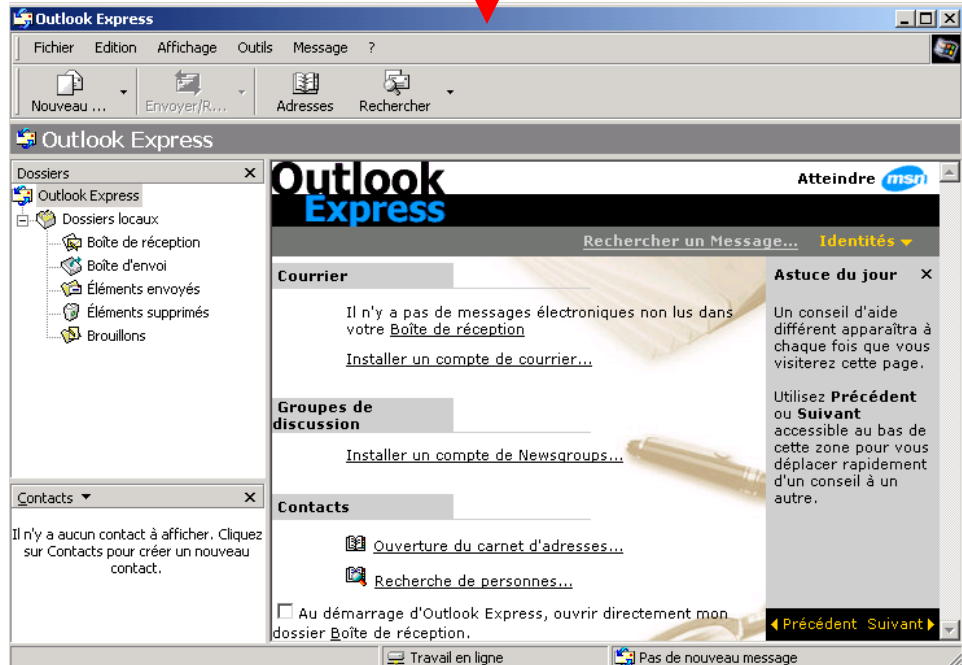 Outlook Express
Fichier Edition Affichage Outils Message ?
Nouveau ... Envoyer/R... Adresses Rechercher
Outlook Express
Dossiers
Outlook Express
Dossiers locaux
Boîte de réception
Boîte d'envoi
Éléments envoyés
Éléments supprimés
Brouillons
Contacts
Il n'y a aucun contact à afficher. Cliquez
sur Contacts pour créer un nouveau
contact.
Outlook
Express
Atteindre msn
Rechercher un Message... Identités
Courrier
Il n'y a pas de messages électroniques non lus dans
votre Boîte de réception
Installer un compte de courrier...
Groupes de
discussion
Installer un compte de Newsgroups...
Contacts
Ouverture du carnet d'adresses...
Recherche de personnes...
Au démarrage d'Outlook Express, ouvrir directement mon
dossier Boîte de réception.
Astuce du jour
Un conseil d'aide
différent apparaîtra à
chaque fois que vous
visiterez cette page.
Utilisez Précédent
ou Suivant
accessible au bas de
cette zone pour vous
déplacer rapidement
d'un conseil à un
autre.
Précédent Suivant
Travail en ligne
Pas de nouveau message